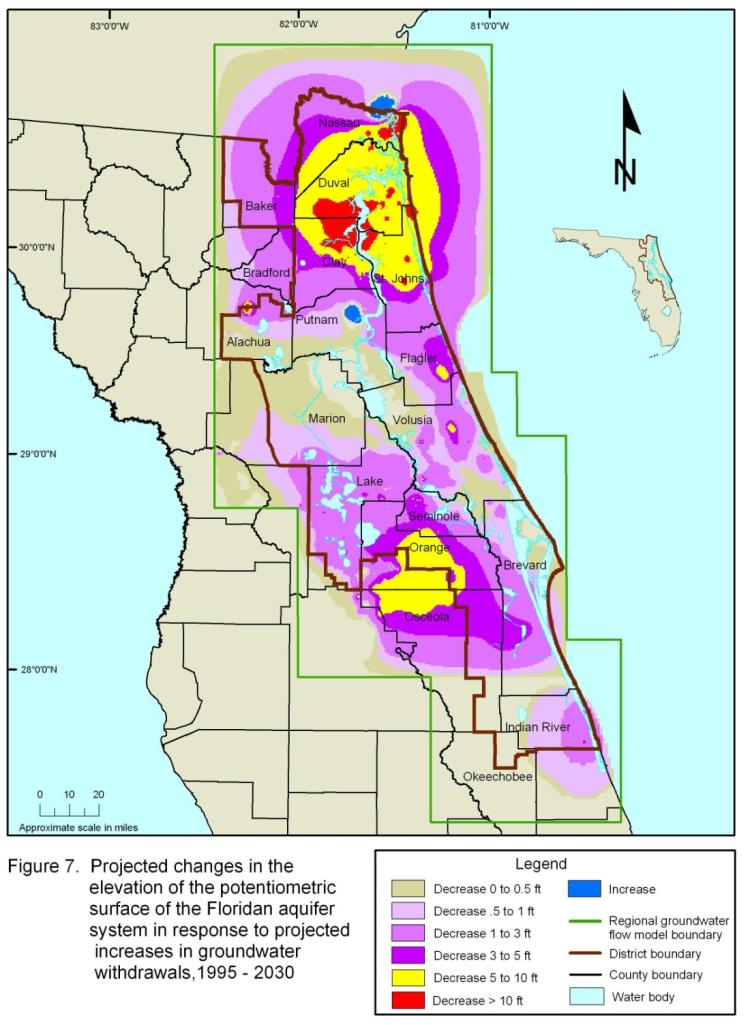 83°0'0"W
82°0'0"W
81°0'0"W
N
Nassau
Duval
Baker
30°0'0"N
Clay
Bradford
St. Johns
Putnam
Alachua
Flagler
Marion
Volusia
29°0'0"N
Lake
Seminole
Orange
Brevard
Osceola
28°0'0"N
Indian River
Okeechobee
0 10 20
Approximate scale in miles
Figure 7. Projected changes in the
elevation of the potentiometric
surface of the Floridan aquifer
system in response to projected
increases in groundwater
withdrawals,1995 - 2030
Legend
Decrease 0 to 0.5 ft
Decrease .5 to 1 ft
Decrease 1 to 3 ft
Decrease 3 to 5 ft
Decrease 5 to 10 ft
Decrease > 10 ft
Increase
Regional groundwater
flow model boundary
District boundary
County boundary
Water body